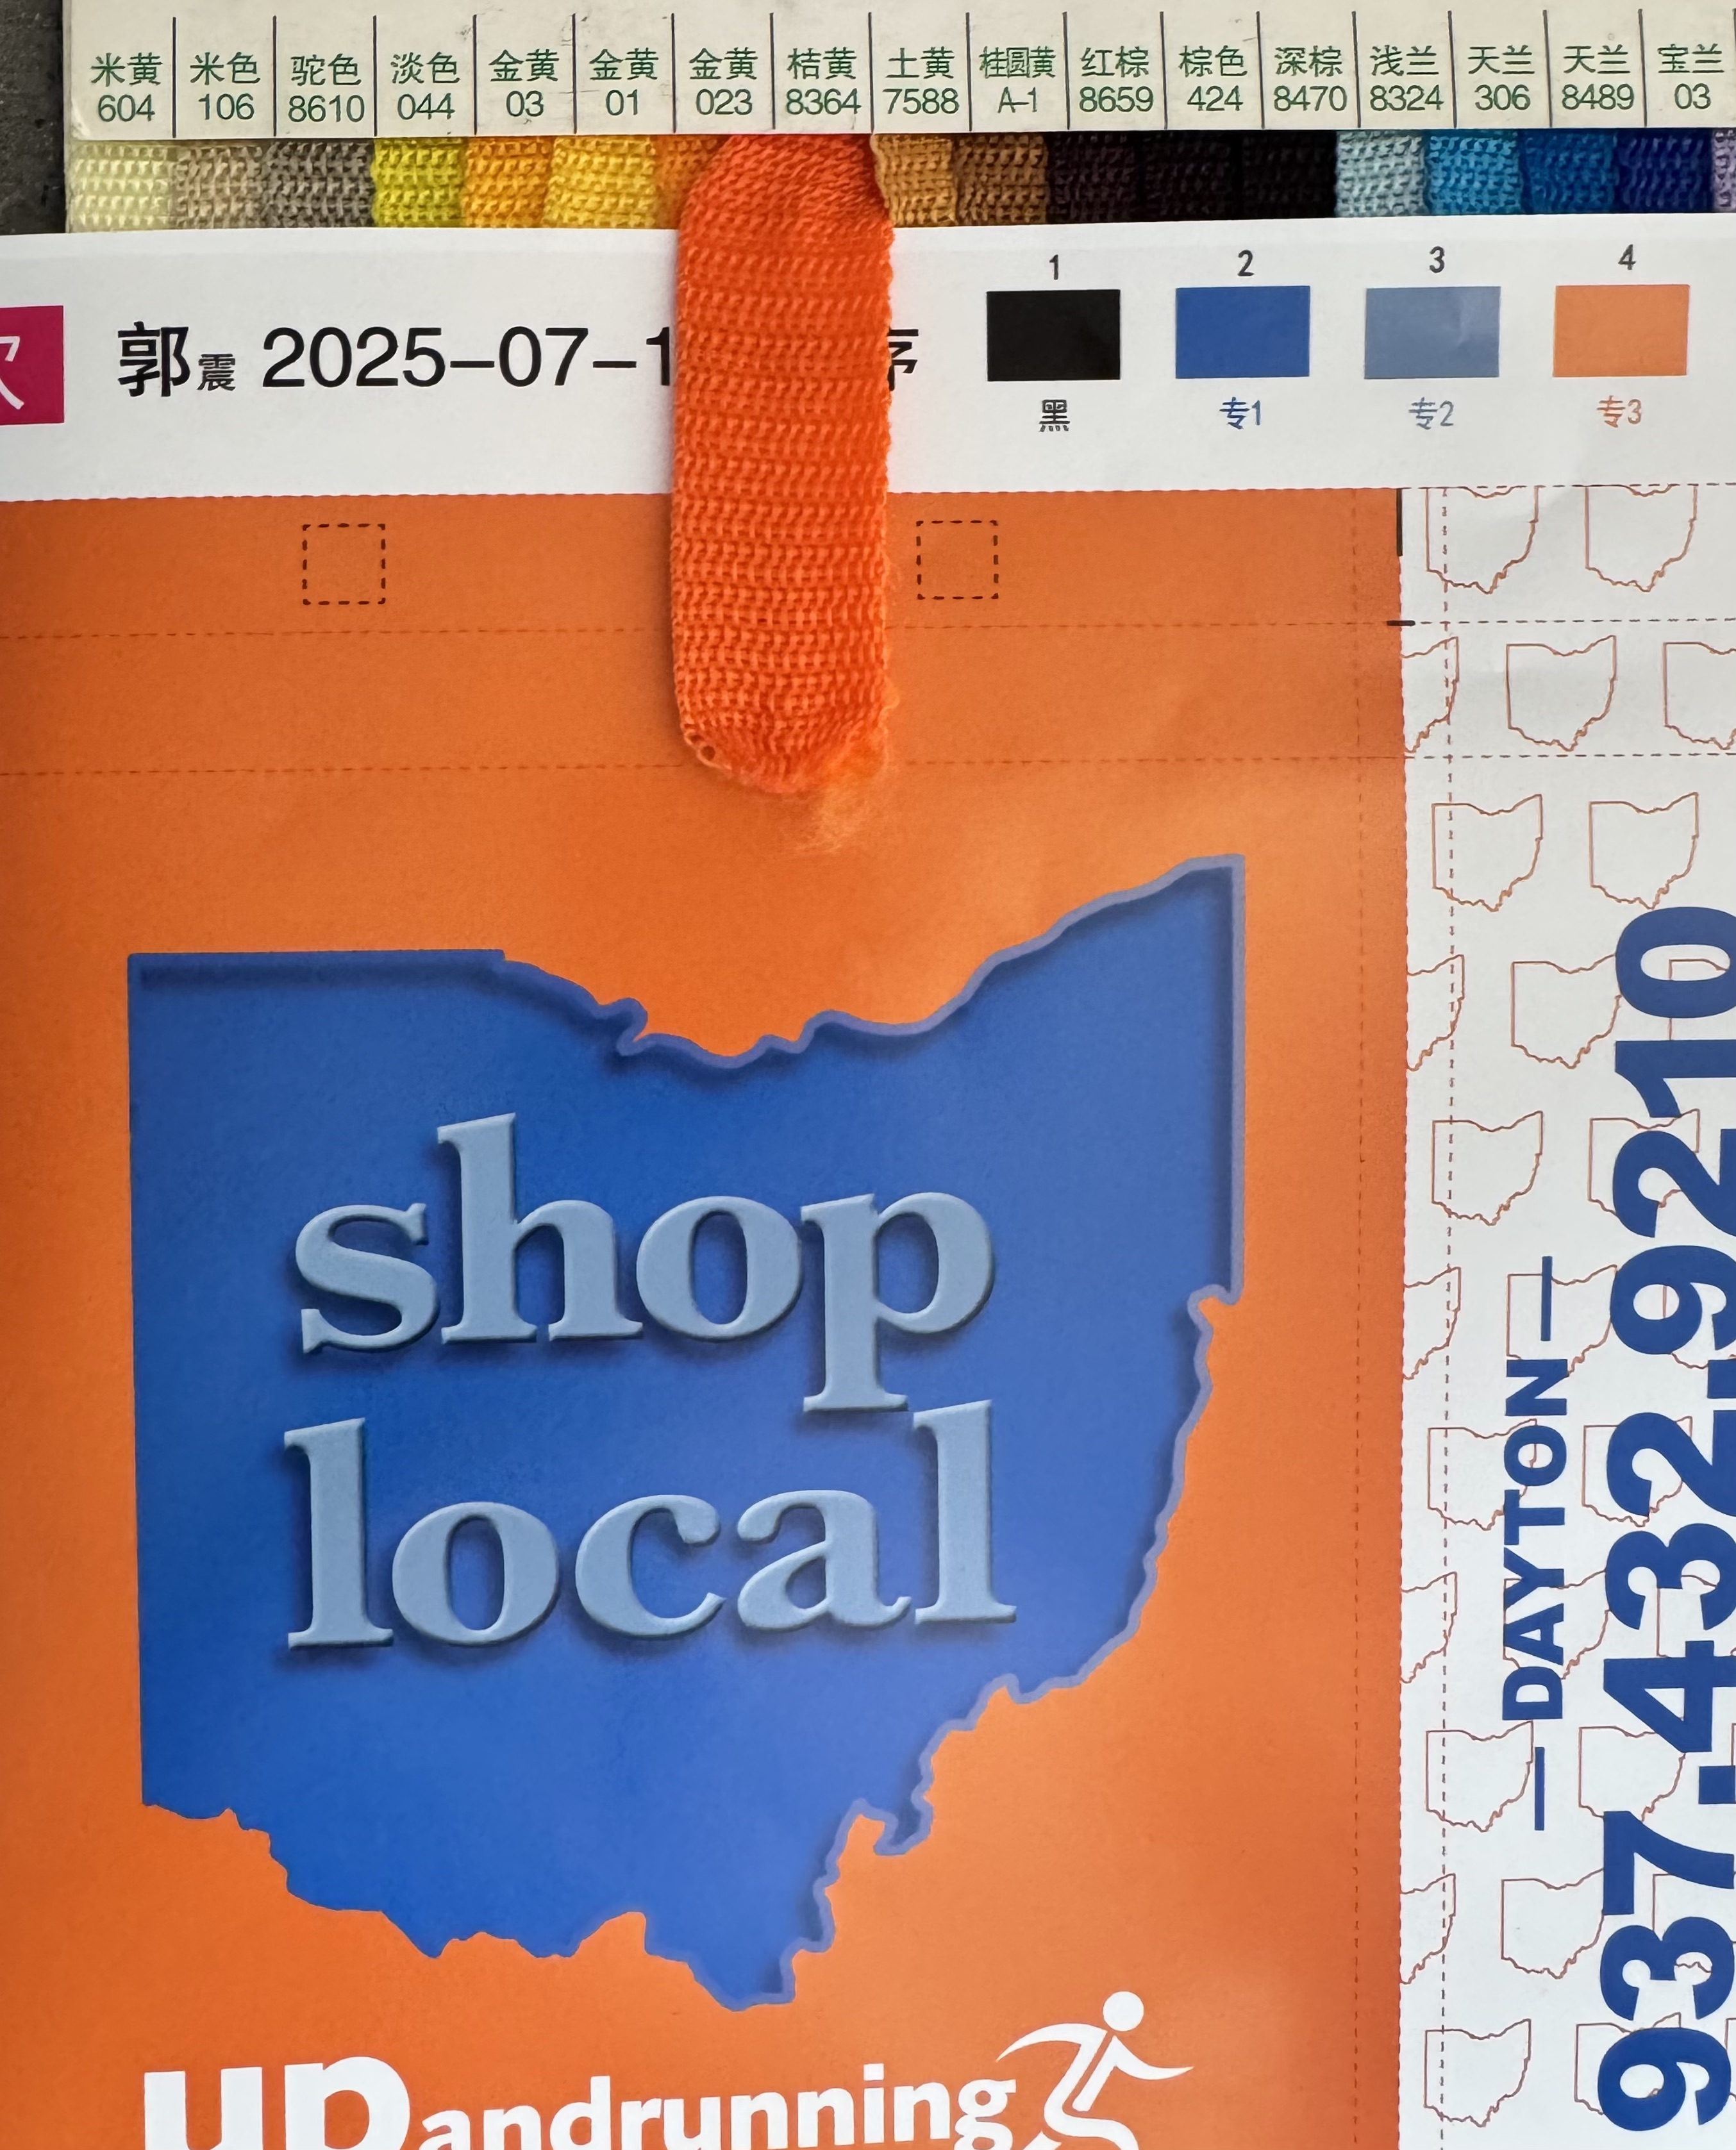 米黄 米色 驼色 淡色 金黄 金黄 金黄 桔黄 土黄 桂圆黄 红棕 棕色 深棕 浅兰 天兰 天兰 宝兰
604 106 8610 044 03 01 023 8364 7588 A-1 8659 424 8470 8324 306 8489 03
1 2 3 4
郭震 2025-07-1
黑 专1 专2 专3
shop
local
UP andrunning
DAYTON
937.432.9210